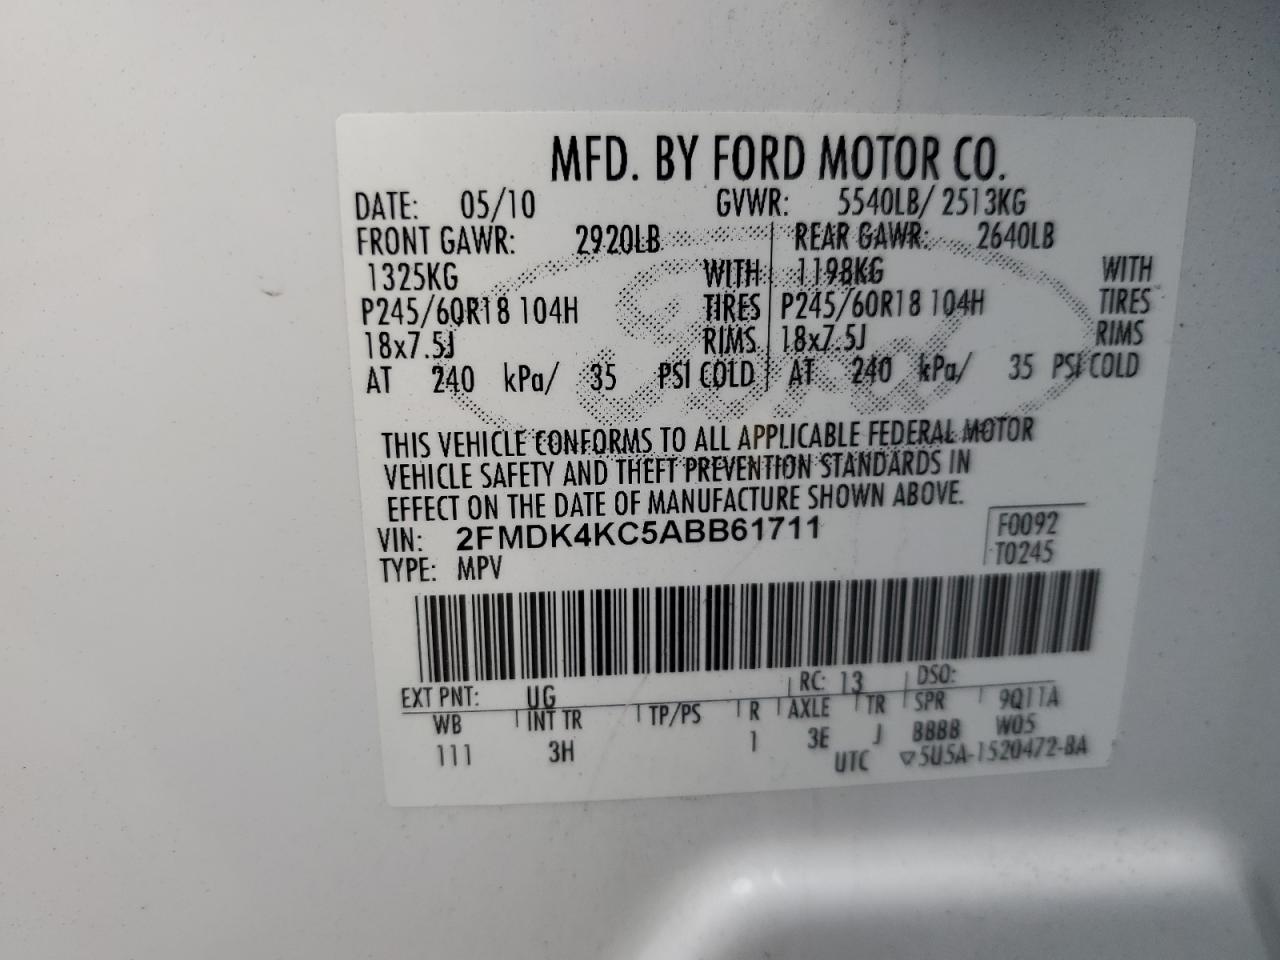 MFD. BY FORD MOTOR CO.
DATE: 05/10 GVWR: 5540LB/ 2513KG
FRONT GAWR: 2920LB REAR GAWR: 2640LB
1325KG WITH 1198KG WITH
P245/60R18 104H TIRES P245/60R18 104H TIRES
18x7.5J RIMS 18x7.5J RIMS
AT 240 kPa/ 35 PSI COLD AT 240 kPa/ 35 PSI COLD
THIS VEHICLE CONFORMS TO ALL APPLICABLE FEDERAL MOTOR
VEHICLE SAFETY AND THEFT PREVENTION STANDARDS IN
EFFECT ON THE DATE OF MANUFACTURE SHOWN ABOVE.
VIN: 2FMDK4KC5ABB61711 F0092
TYPE: MPV T0245
EXT PNT: UG RC: 13 DSO:
WB INT TR TP/PS R AXLE TR SPR 9Q11A
111 3H 1 3E J BBBB W05
UTC ▽5U5A-1520472-BA